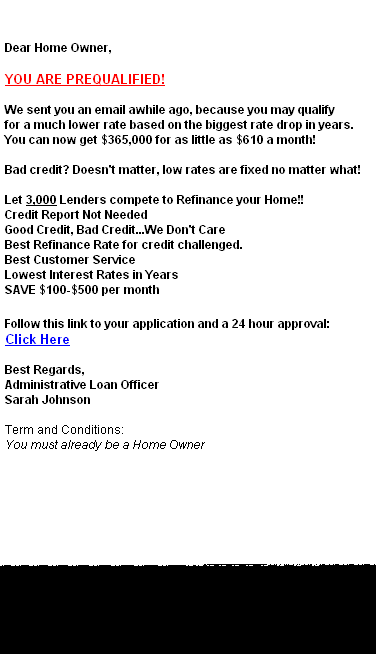 Dear Home Owner,
YOU ARE PREQUALIFIED!
We sent you an email awhile ago, because you may qualify
for a much lower rate based on the biggest rate drop in years.
You can now get $365,000 for as little as $610 a month!
Bad credit? Doesn't matter, low rates are fixed no matter what!
Let 3,000 Lenders compete to Refinance your Home!!
Credit Report Not Needed
Good Credit, Bad Credit...We Don't Care
Best Refinance Rate for credit challenged.
Best Customer Service
Lowest Interest Rates in Years
SAVE $100-$500 per month
Follow this link to your application and a 24 hour approval:
Click Here
Best Regards,
Administrative Loan Officer
Sarah Johnson
Term and Conditions:
You must already be a Home Owner